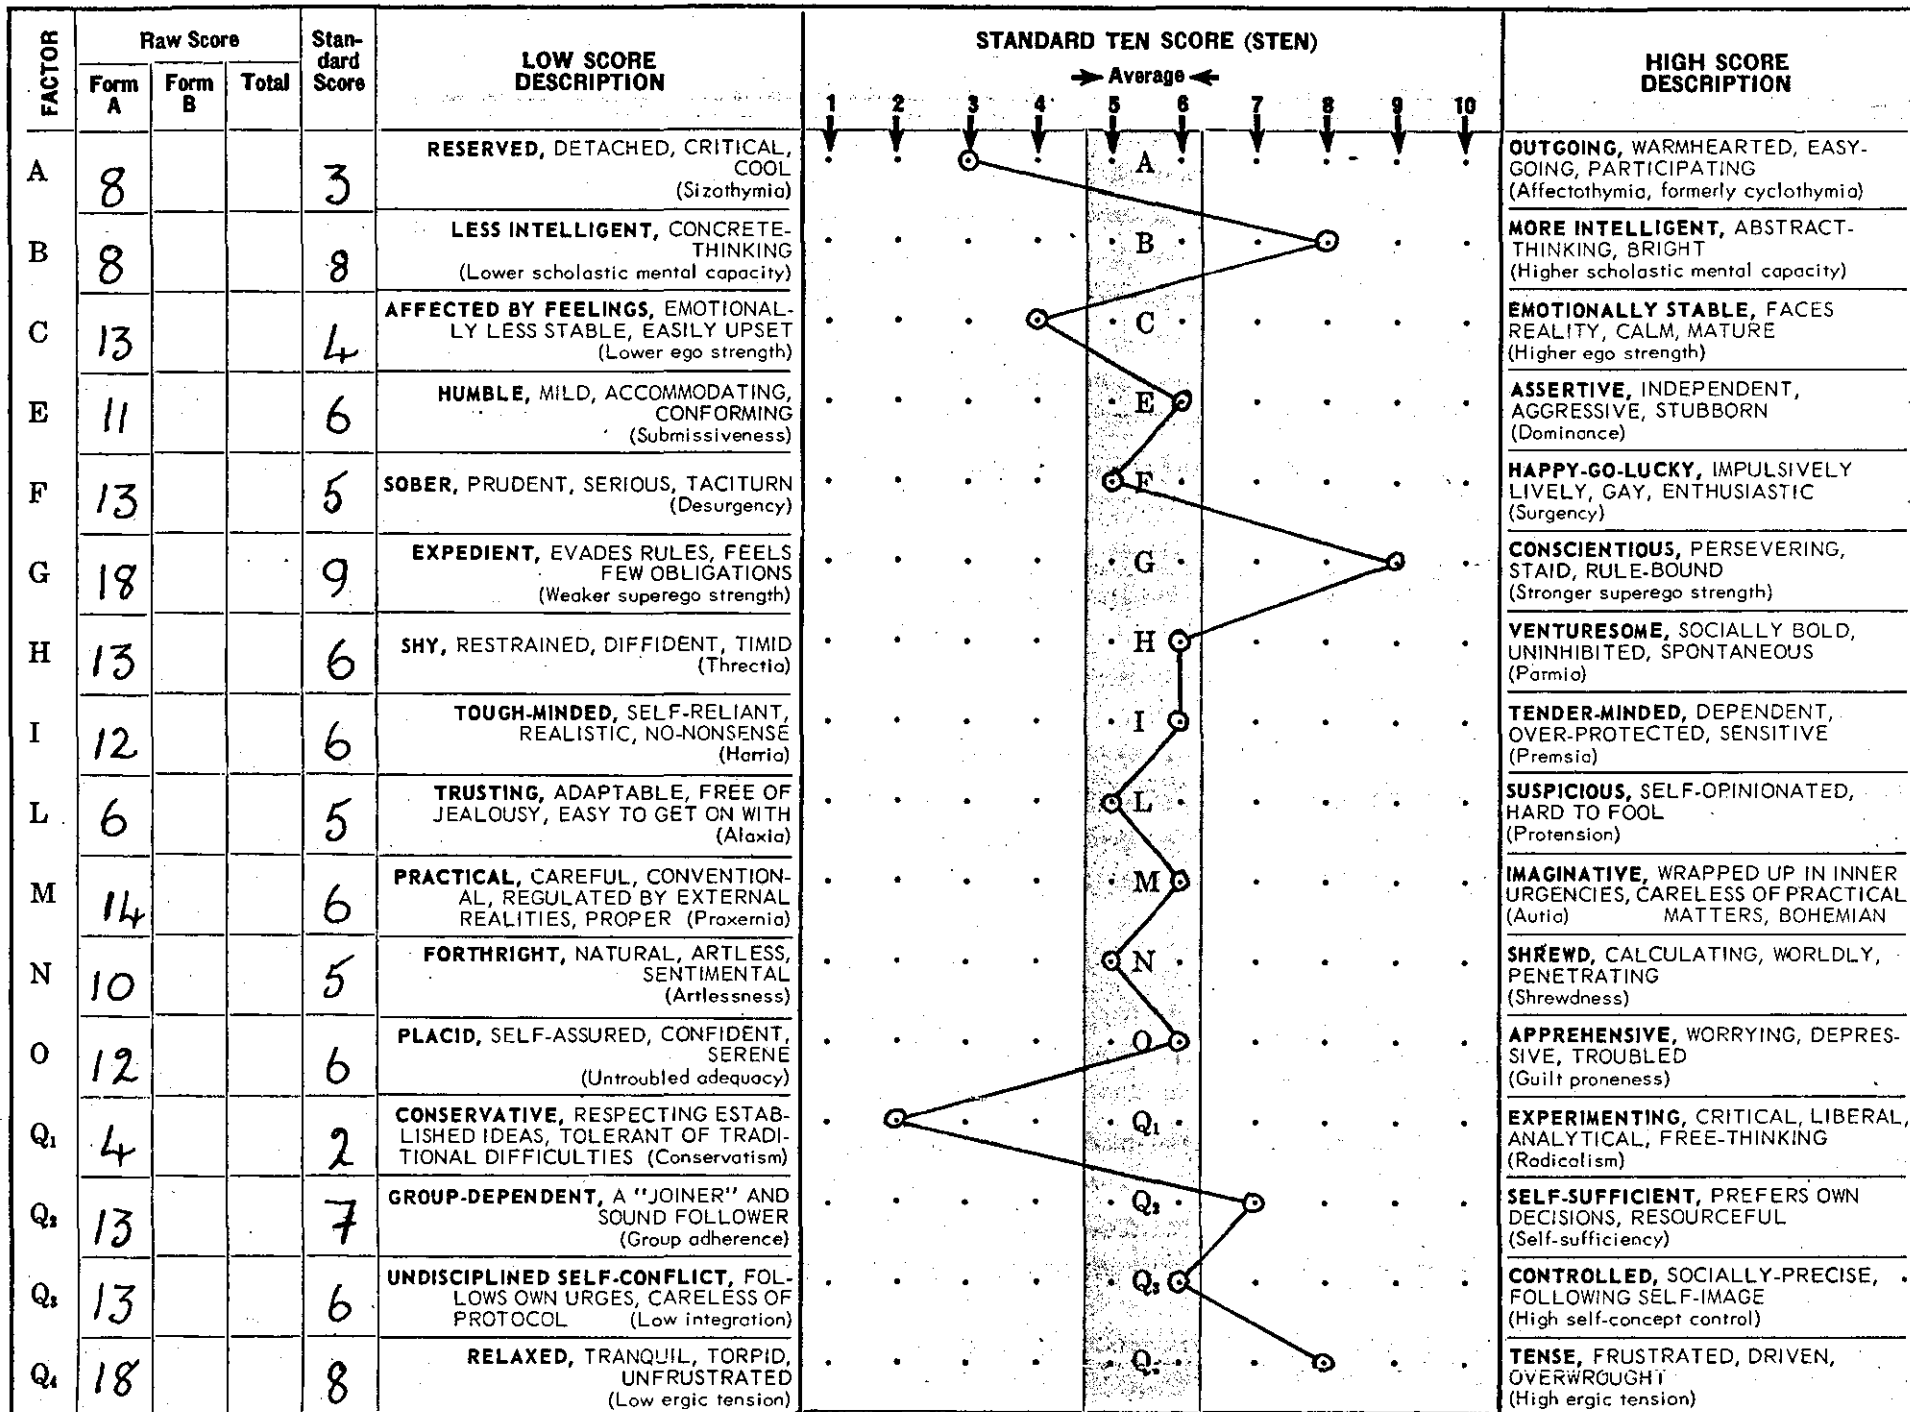 FACTOR
Raw Score
Form A
Form B
Total
Stan-
dard
Score
LOW SCORE
DESCRIPTION
STANDARD TEN SCORE (STEN)
Average
1 2 3 4 5 6 7 8 9 10
HIGH SCORE
DESCRIPTION
A 8 3
RESERVED, DETACHED, CRITICAL,
COOL
(Sizothymia)
A
OUTGOING, WARMHEARTED, EASY-
GOING, PARTICIPATING
(Affectothymia, formerly cyclothymia)
B 8 8
LESS INTELLIGENT, CONCRETE-
THINKING
(Lower scholastic mental capacity)
B
MORE INTELLIGENT, ABSTRACT-
THINKING, BRIGHT
(Higher scholastic mental capacity)
C 13 4
AFFECTED BY FEELINGS, EMOTIONAL-
LY LESS STABLE, EASILY UPSET
(Lower ego strength)
C
EMOTIONALLY STABLE, FACES
REALITY, CALM, MATURE
(Higher ego strength)
E 11 6
HUMBLE, MILD, ACCOMMODATING,
CONFORMING
(Submissiveness)
E
ASSERTIVE, INDEPENDENT,
AGGRESSIVE, STUBBORN
(Dominance)
F 13 5
SOBER, PRUDENT, SERIOUS, TACITURN
(Desurgency)
F
HAPPY-GO-LUCKY, IMPULSIVELY
LIVELY, GAY, ENTHUSIASTIC
(Surgency)
G 18 9
EXPEDIENT, EVADES RULES, FEELS
FEW OBLIGATIONS
(Weaker superego strength)
G
CONSCIENTIOUS, PERSEVERING,
STAID, RULE-BOUND
(Stronger superego strength)
H 13 6
SHY, RESTRAINED, DIFFIDENT, TIMID
(Threctia)
H
VENTURESOME, SOCIALLY BOLD,
UNINHIBITED, SPONTANEOUS
(Parmia)
I 12 6
TOUGH-MINDED, SELF-RELIANT,
REALISTIC, NO-NONSENSE
(Harria)
I
TENDER-MINDED, DEPENDENT,
OVER-PROTECTED, SENSITIVE
(Premsia)
L 6 5
TRUSTING, ADAPTABLE, FREE OF
JEALOUSY, EASY TO GET ON WITH
(Alaxia)
L
SUSPICIOUS, SELF-OPINIONATED,
HARD TO FOOL
(Protension)
M 14 6
PRACTICAL, CAREFUL, CONVENTION-
AL, REGULATED BY EXTERNAL
REALITIES, PROPER (Praxernia)
M
IMAGINATIVE, WRAPPED UP IN INNER
URGENCIES, CARELESS OF PRACTICAL
(Autia) MATTERS, BOHEMIAN
N 10 5
FORTHRIGHT, NATURAL, ARTLESS,
SENTIMENTAL
(Artlessness)
N
SHREWD, CALCULATING, WORLDLY,
PENETRATING
(Shrewdness)
O 12 6
PLACID, SELF-ASSURED, CONFIDENT,
SERENE
(Untroubled adequacy)
O
APPREHENSIVE, WORRYING, DEPRES-
SIVE, TROUBLED
(Guilt proneness)
Q₁ 4 2
CONSERVATIVE, RESPECTING ESTAB-
LISHED IDEAS, TOLERANT OF TRADI-
TIONAL DIFFICULTIES (Conservatism)
Q₁
EXPERIMENTING, CRITICAL, LIBERAL,
ANALYTICAL, FREE-THINKING
(Radicalism)
Q₂ 13 7
GROUP-DEPENDENT, A "JOINER" AND
SOUND FOLLOWER
(Group adherence)
Q₂
SELF-SUFFICIENT, PREFERS OWN
DECISIONS, RESOURCEFUL
(Self-sufficiency)
Q₃ 13 6
UNDISCIPLINED SELF-CONFLICT, FOL-
LOWS OWN URGES, CARELESS OF
PROTOCOL (Low integration)
Q₃
CONTROLLED, SOCIALLY-PRECISE,
FOLLOWING SELF-IMAGE
(High self-concept control)
Q₄ 18 8
RELAXED, TRANQUIL, TORPID,
UNFRUSTRATED
(Low ergic tension)
Q₄
TENSE, FRUSTRATED, DRIVEN,
OVERWROUGHT
(High ergic tension)